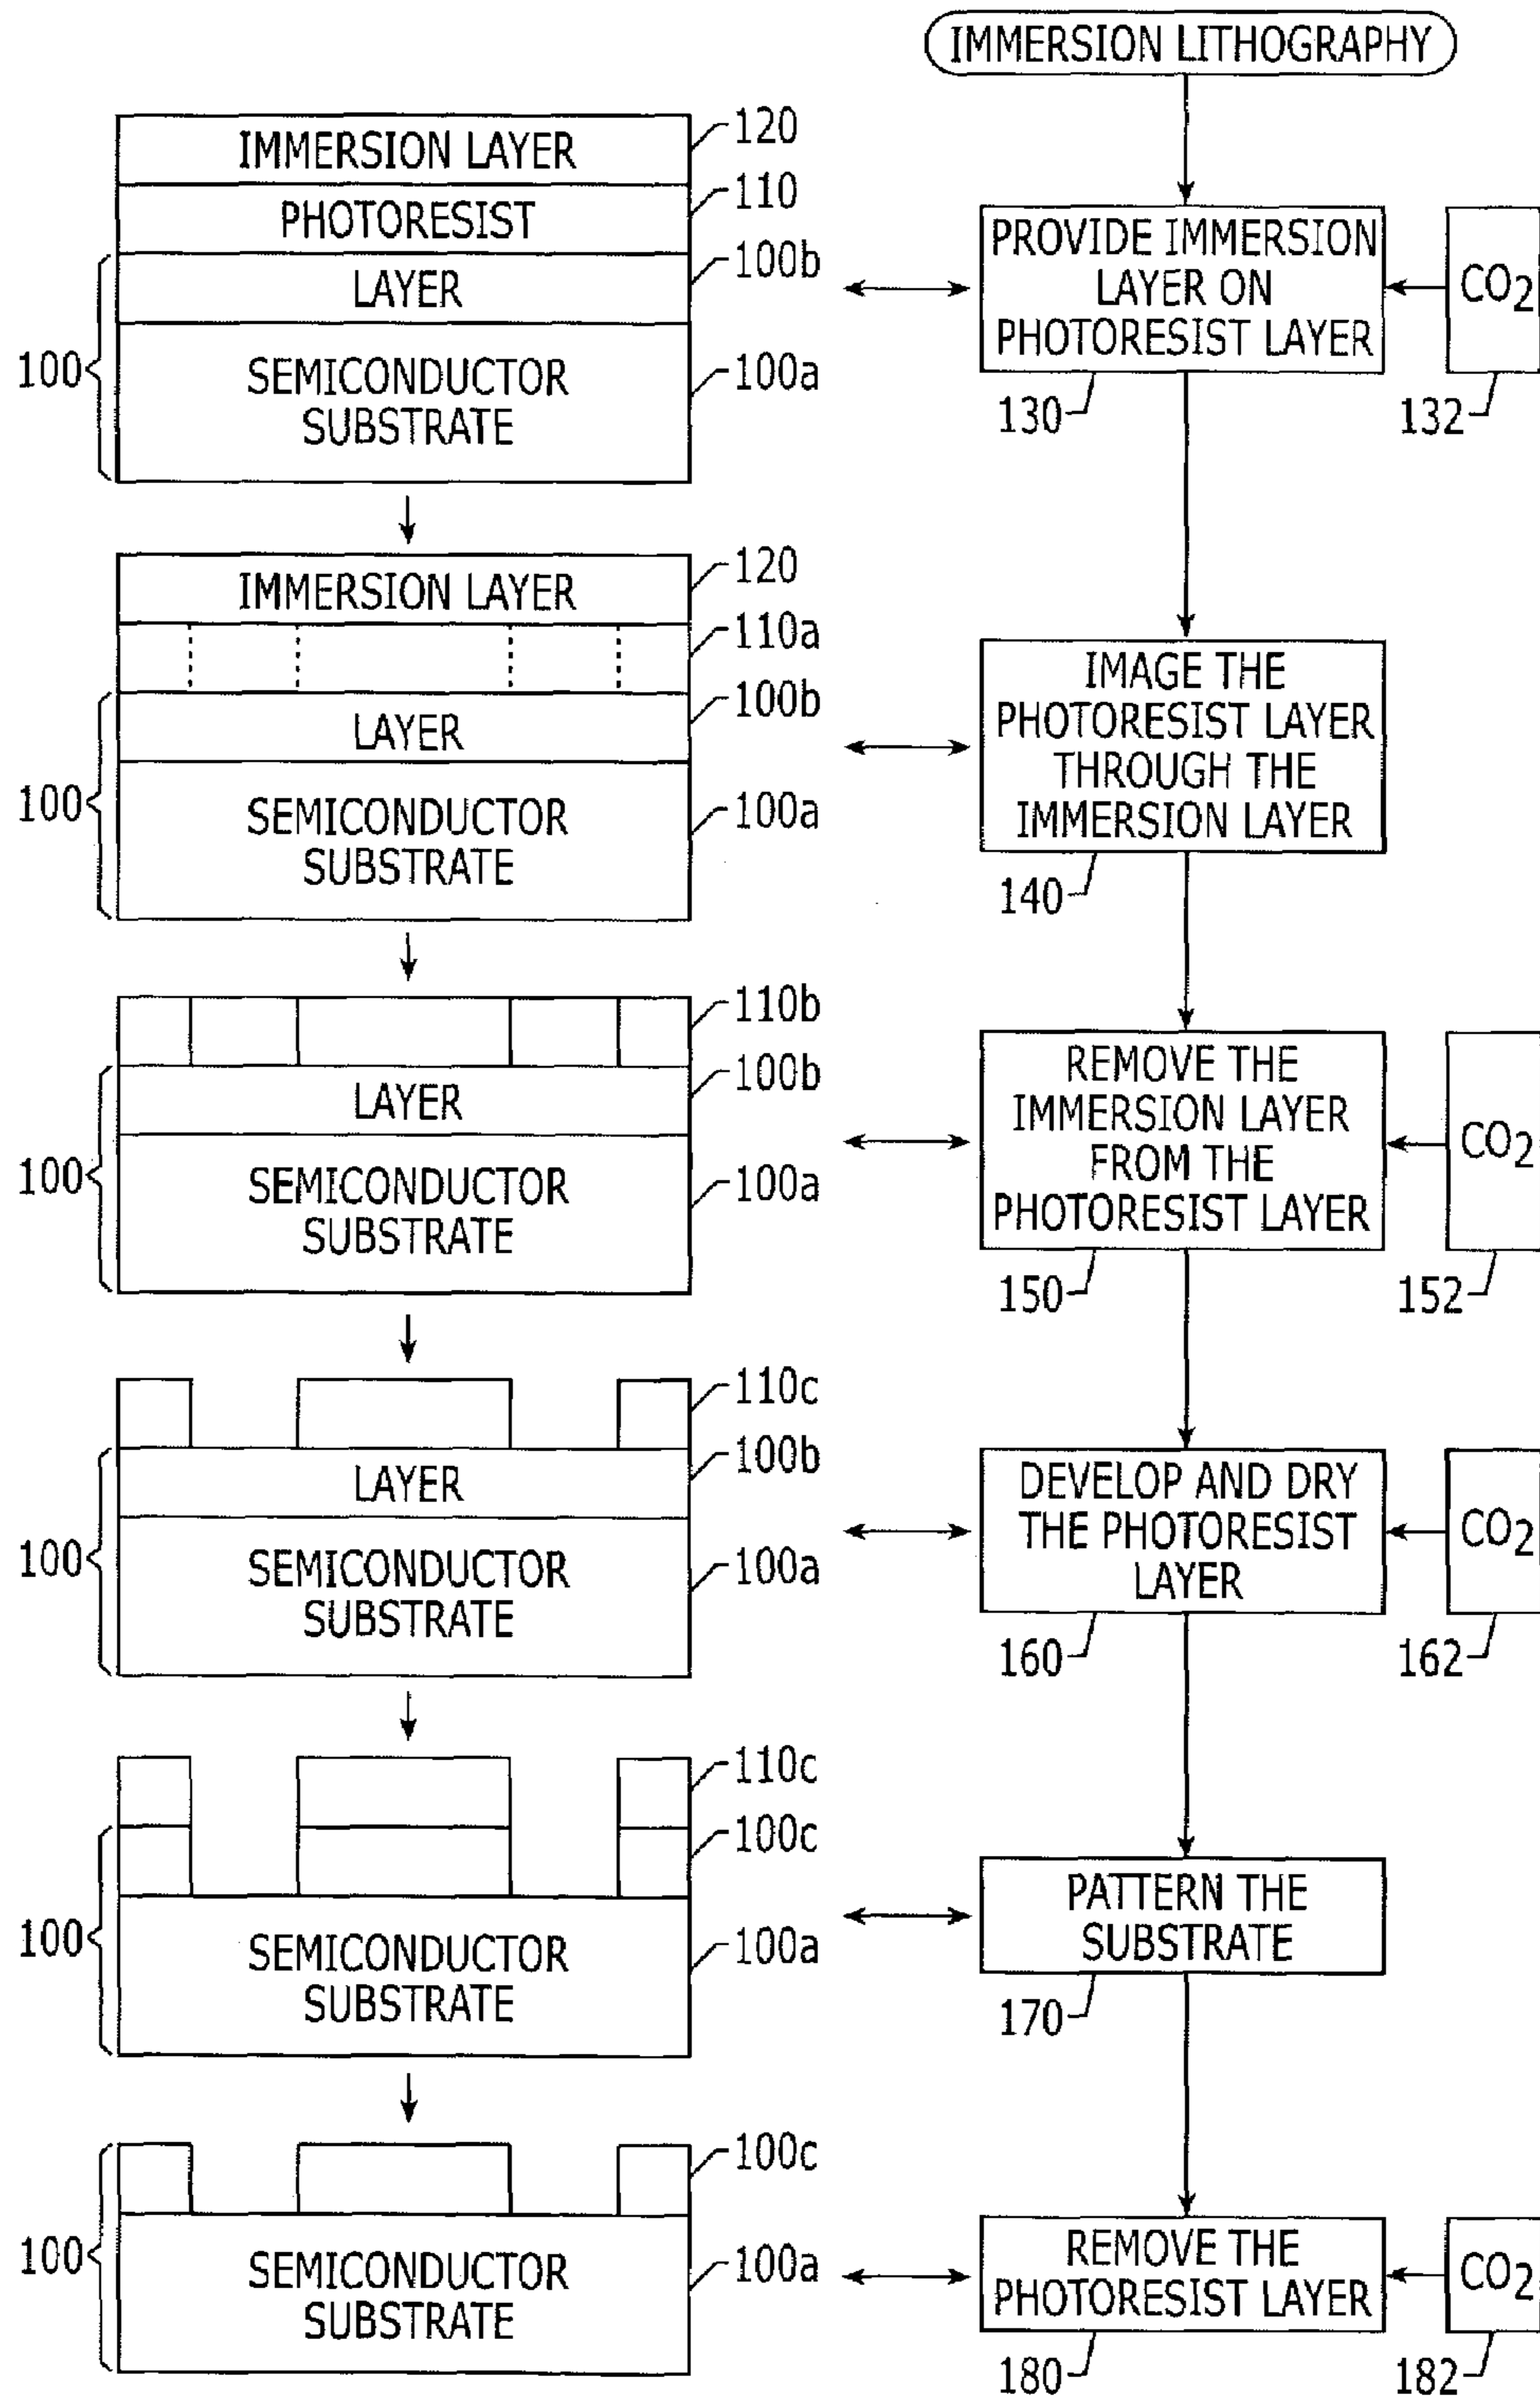 IMMERSION LITHOGRAPHY
IMMERSION LAYER
120
PHOTORESIST
110
LAYER
100b
SEMICONDUCTOR
SUBSTRATE
100a
100
PROVIDE IMMERSION
LAYER ON
PHOTORESIST LAYER
130
CO2
132
IMMERSION LAYER
120
110a
LAYER
100b
SEMICONDUCTOR
SUBSTRATE
100a
100
IMAGE THE
PHOTORESIST LAYER
THROUGH THE
IMMERSION LAYER
140
110b
LAYER
100b
SEMICONDUCTOR
SUBSTRATE
100a
100
REMOVE THE
IMMERSION LAYER
FROM THE
PHOTORESIST LAYER
150
CO2
152
110c
LAYER
100b
SEMICONDUCTOR
SUBSTRATE
100a
100
DEVELOP AND DRY
THE PHOTORESIST
LAYER
160
CO2
162
110c
100c
SEMICONDUCTOR
SUBSTRATE
100a
100
PATTERN THE
SUBSTRATE
170
100c
SEMICONDUCTOR
SUBSTRATE
100a
100
REMOVE THE
PHOTORESIST LAYER
180
CO2
182